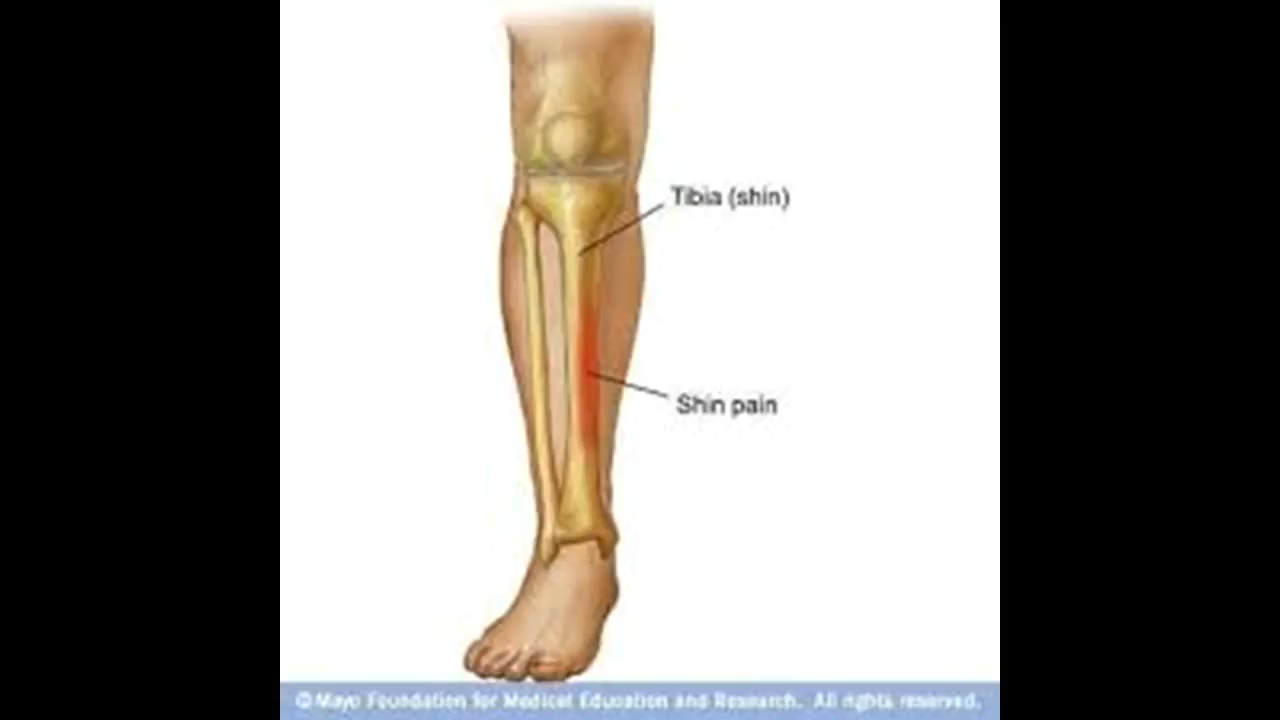 Tibia (shin)
Shin pain
© Mayo Foundation for Medical Education and Research. All rights reserved.